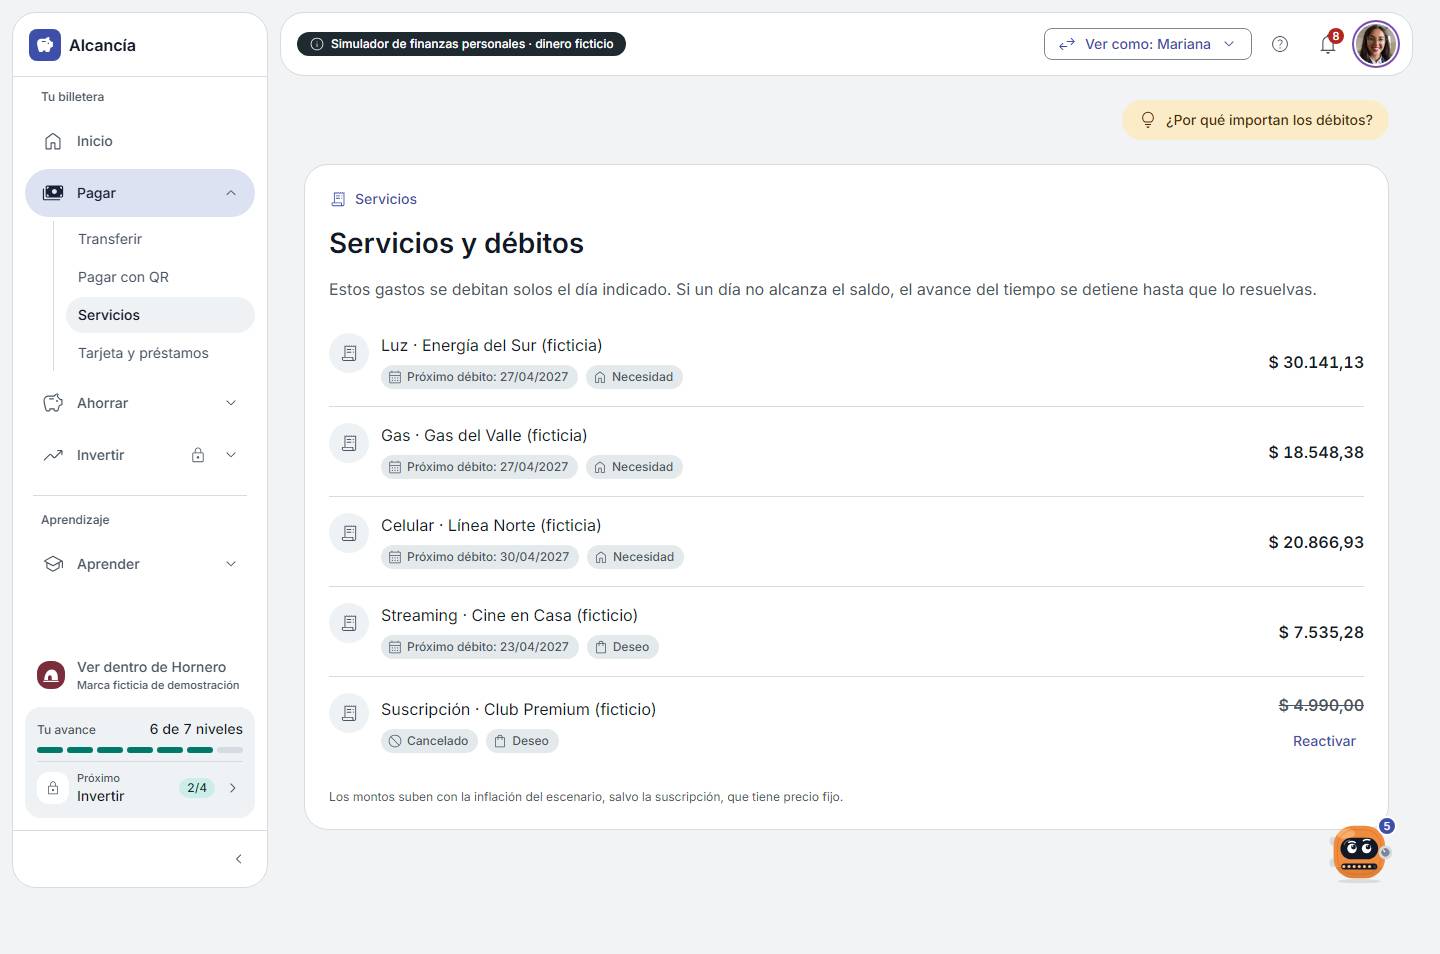 Alcancía
Simulador de finanzas personales · dinero ficticio
Ver como: Mariana
8
Tu billetera
Inicio
Pagar
Transferir
Pagar con QR
Servicios
Tarjeta y préstamos
Ahorrar
Invertir
Aprendizaje
Aprender
Ver dentro de Hornero
Marca ficticia de demostración
Tu avance
6 de 7 niveles
Próximo
Invertir
2/4
¿Por qué importan los débitos?
Servicios
Servicios y débitos
Estos gastos se debitan solos el día indicado. Si un día no alcanza el saldo, el avance del tiempo se detiene hasta que lo resuelvas.
Luz · Energía del Sur (ficticia)
Próximo débito: 27/04/2027
Necesidad
$ 30.141,13
Gas · Gas del Valle (ficticia)
Próximo débito: 27/04/2027
Necesidad
$ 18.548,38
Celular · Línea Norte (ficticia)
Próximo débito: 30/04/2027
Necesidad
$ 20.866,93
Streaming · Cine en Casa (ficticio)
Próximo débito: 23/04/2027
Deseo
$ 7.535,28
Suscripción · Club Premium (ficticio)
Cancelado
Deseo
$ 4.990,00
Reactivar
Los montos suben con la inflación del escenario, salvo la suscripción, que tiene precio fijo.
5